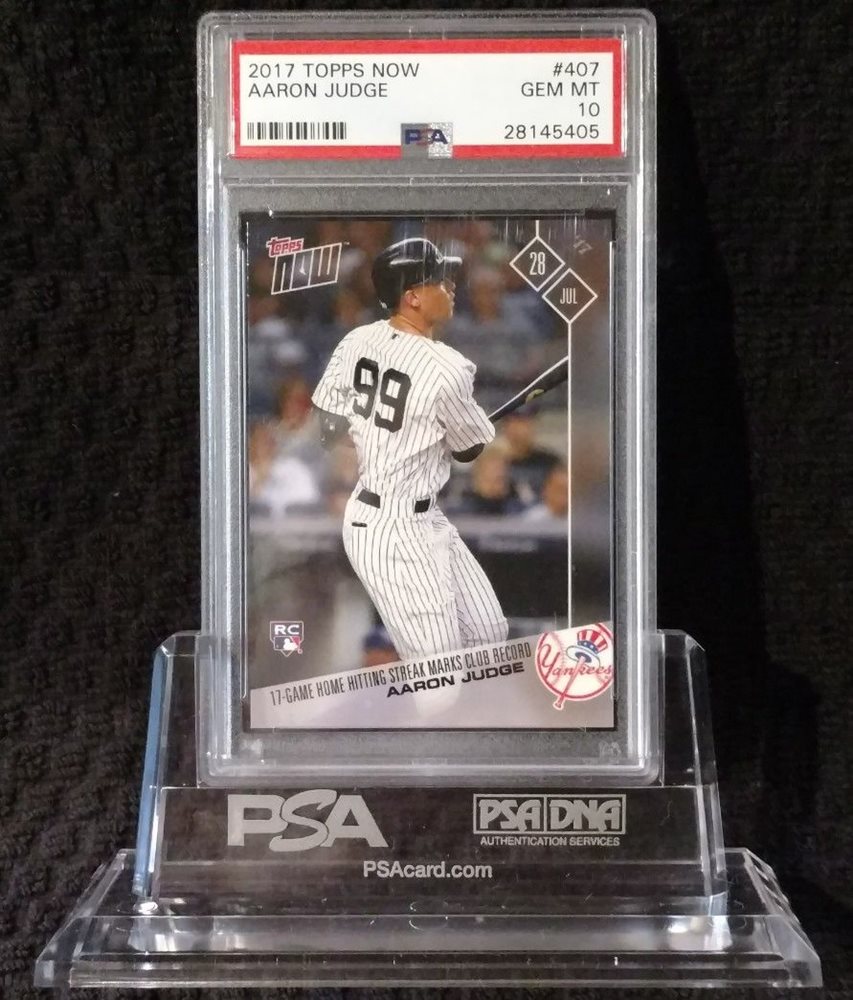 2017 TOPPS NOW #407
AARON JUDGE GEM MT
10
PSA 28145405
topps
NOW
28
JUL
'17
99
RC
17-GAME HOME HITTING STREAK MARKS CLUB RECORD
AARON JUDGE
Yankees
PSA PSA DNA
AUTHENTICATION SERVICES
PSAcard.com